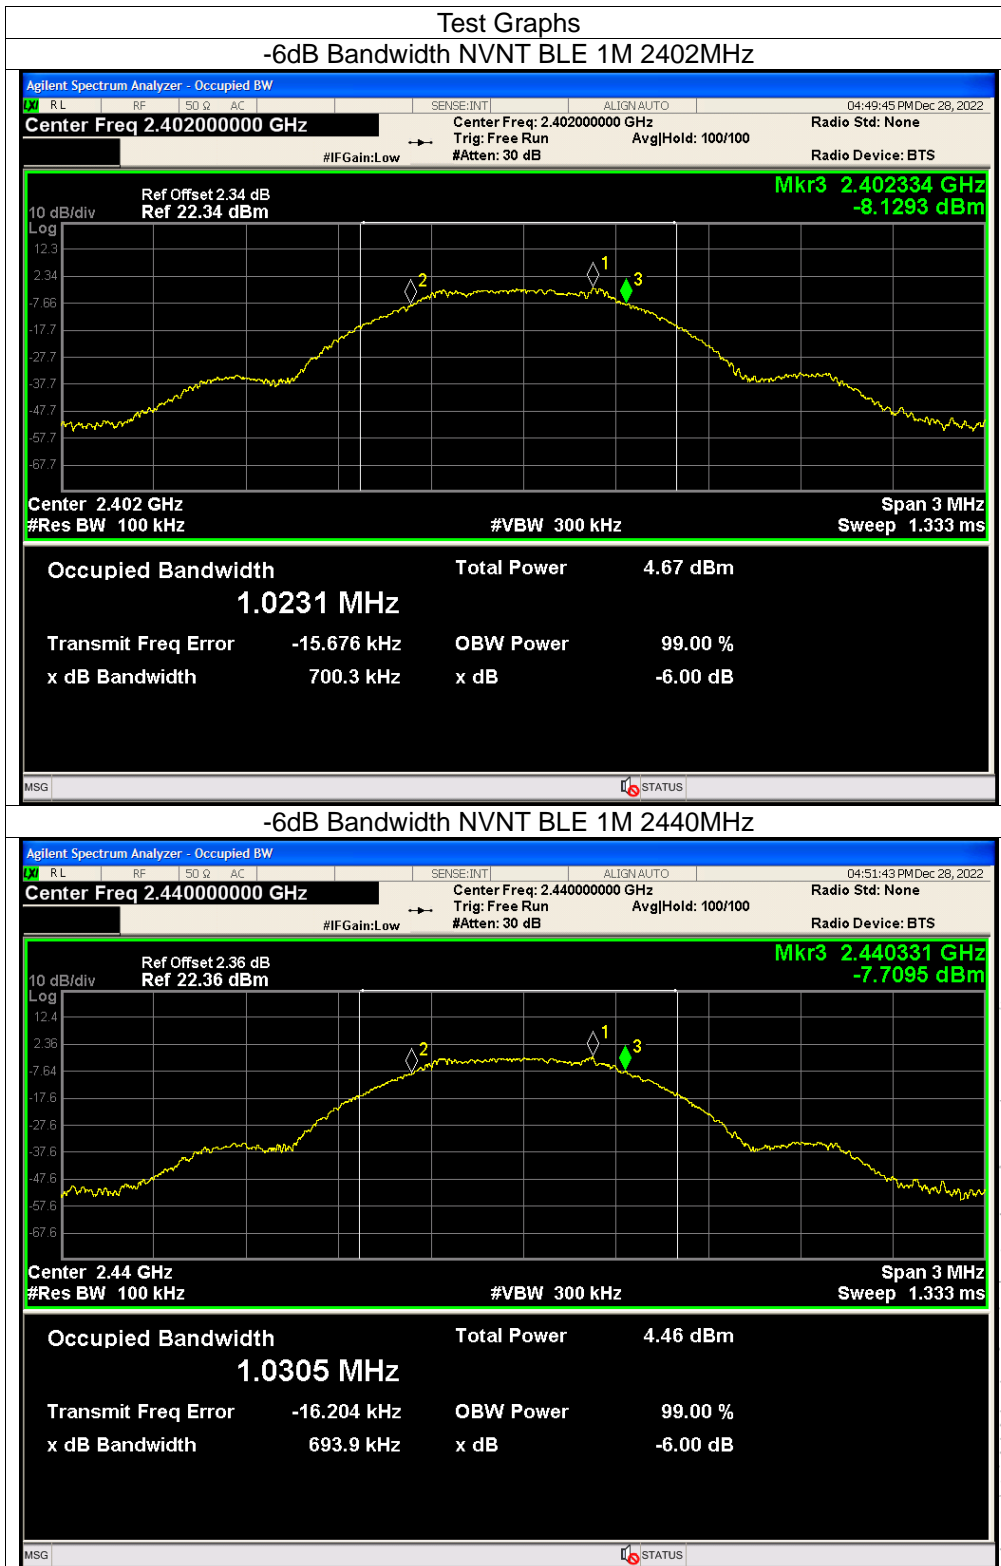 Test Graphs
-6dB Bandwidth NVNT BLE 1M 2402MHz
Agilent Spectrum Analyzer - Occupied BW
LXI RL RF 50 Ω AC SENSE:INT ALIGN AUTO 04:49:45 PM Dec 28, 2022
Center Freq 2.402000000 GHz Center Freq: 2.402000000 GHz Radio Std: None
Trig: Free Run Avg|Hold: 100/100
#IFGain:Low #Atten: 30 dB Radio Device: BTS
Mkr3 2.402334 GHz
Ref Offset 2.34 dB
10 dB/div Ref 22.34 dBm -8.1293 dBm
Log
12.3
2.34
-7.66
-17.7
-27.7
-37.7
-47.7
-57.7
-67.7
2
1
3
Center 2.402 GHz Span 3 MHz
#Res BW 100 kHz #VBW 300 kHz Sweep 1.333 ms
Occupied Bandwidth Total Power 4.67 dBm
1.0231 MHz
Transmit Freq Error -15.676 kHz OBW Power 99.00 %
x dB Bandwidth 700.3 kHz x dB -6.00 dB
MSG STATUS
-6dB Bandwidth NVNT BLE 1M 2440MHz
Agilent Spectrum Analyzer - Occupied BW
LXI RL RF 50 Ω AC SENSE:INT ALIGN AUTO 04:51:43 PM Dec 28, 2022
Center Freq 2.440000000 GHz Center Freq: 2.440000000 GHz Radio Std: None
Trig: Free Run Avg|Hold: 100/100
#IFGain:Low #Atten: 30 dB Radio Device: BTS
Mkr3 2.440331 GHz
Ref Offset 2.36 dB
10 dB/div Ref 22.36 dBm -7.7095 dBm
Log
12.4
2.36
-7.64
-17.6
-27.6
-37.6
-47.6
-57.6
-67.6
2
1
3
Center 2.44 GHz Span 3 MHz
#Res BW 100 kHz #VBW 300 kHz Sweep 1.333 ms
Occupied Bandwidth Total Power 4.46 dBm
1.0305 MHz
Transmit Freq Error -16.204 kHz OBW Power 99.00 %
x dB Bandwidth 693.9 kHz x dB -6.00 dB
MSG STATUS